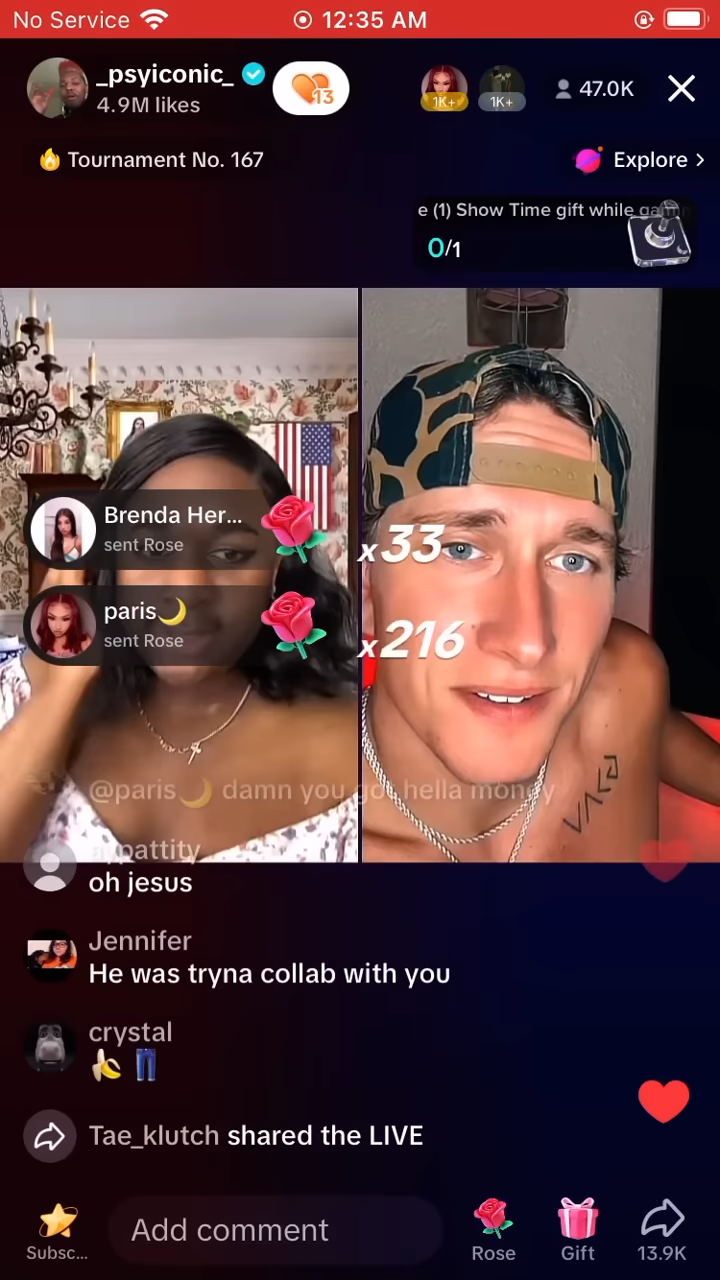 No Service
12:35 AM
_psyiconic_
4.9M likes
13
1K+
1K+
47.0K
Tournament No. 167
Explore >
e (1) Show Time gift while
0/1
Brenda Her...
sent Rose
x33
paris🌙
sent Rose
x216
@paris🌙 damn you got hella money
oh jesus
Jennifer
He was tryna collab with you
crystal
🍌 👖
Tae_klutch shared the LIVE
Subsc...
Add comment
Rose
Gift
13.9K